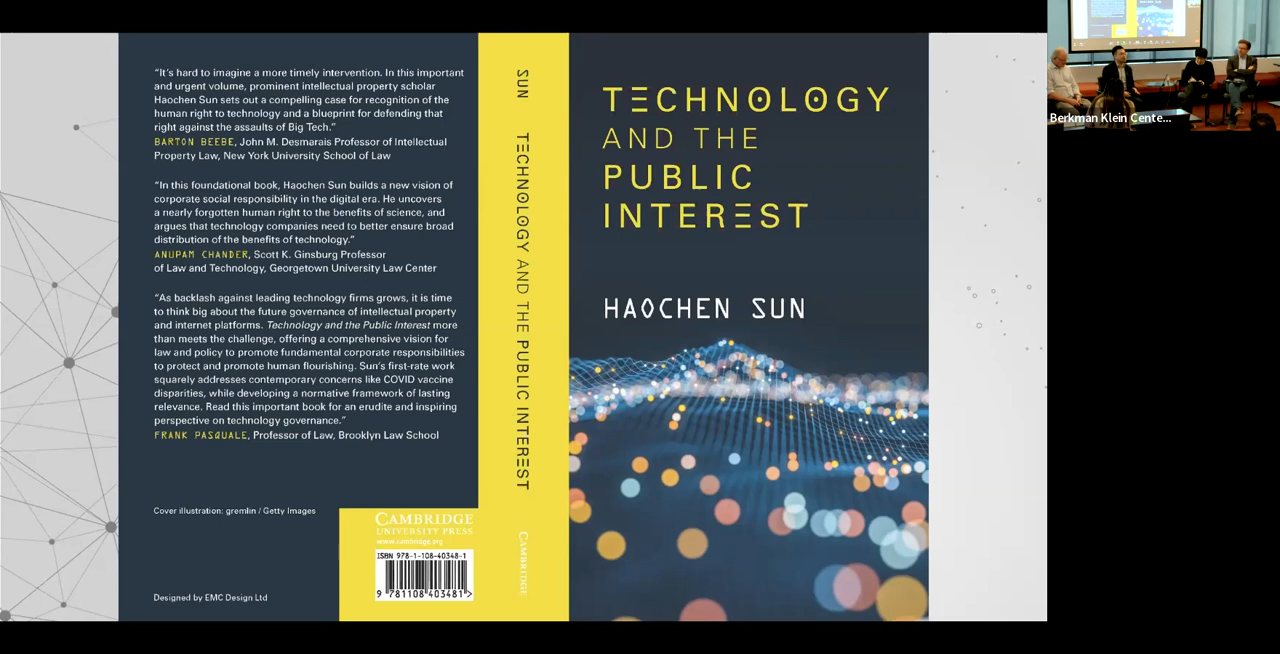 “It’s hard to imagine a more timely intervention. In this important
and urgent volume, prominent intellectual property scholar
Haochen Sun sets out a compelling case for recognition of the
human right to technology and a blueprint for defending that
right against the assaults of Big Tech.”
BARTON BEEBE, John M. Desmarais Professor of Intellectual
Property Law, New York University School of Law
“In this foundational book, Haochen Sun builds a new vision of
corporate social responsibility in the digital era. He uncovers
a nearly forgotten human right to the benefits of science, and
argues that technology companies need to better ensure broad
distribution of the benefits of technology.”
ANUPAM CHANDER, Scott K. Ginsburg Professor
of Law and Technology, Georgetown University Law Center
“As backlash against leading technology firms grows, it is time
to think big about the future governance of intellectual property
and internet platforms. Technology and the Public Interest more
than meets the challenge, offering a comprehensive vision for
law and policy to promote fundamental corporate responsibilities
to protect and promote human flourishing. Sun’s first-rate work
squarely addresses contemporary concerns like COVID vaccine
disparities, while developing a normative framework of lasting
relevance. Read this important book for an erudite and inspiring
perspective on technology governance.”
FRANK PASQUALE, Professor of Law, Brooklyn Law School
Cover illustration: gremlin / Getty Images
Designed by EMC Design Ltd
CAMBRIDGE
UNIVERSITY PRESS
www.cambridge.org
ISBN 978-1-108-40348-1
9 781108 403481 >
SUN
TECHNOLOGY AND THE PUBLIC INTEREST
CAMBRIDGE
TECHNOLOGY
AND THE
PUBLIC
INTEREST
HAOCHEN SUN
Berkman Klein Cente...